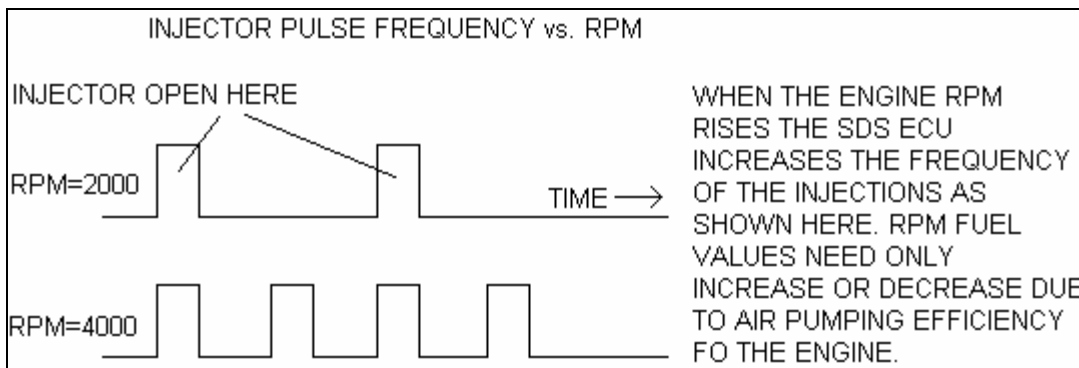 INJECTOR PULSE FREQUENCY vs. RPM
INJECTOR OPEN HERE
RPM=2000
TIME
RPM=4000
WHEN THE ENGINE RPM
RISES THE SDS ECU
INCREASES THE FREQUENCY
OF THE INJECTIONS AS
SHOWN HERE. RPM FUEL
VALUES NEED ONLY
INCREASE OR DECREASE DUE
TO AIR PUMPING EFFICIENCY
FO THE ENGINE.